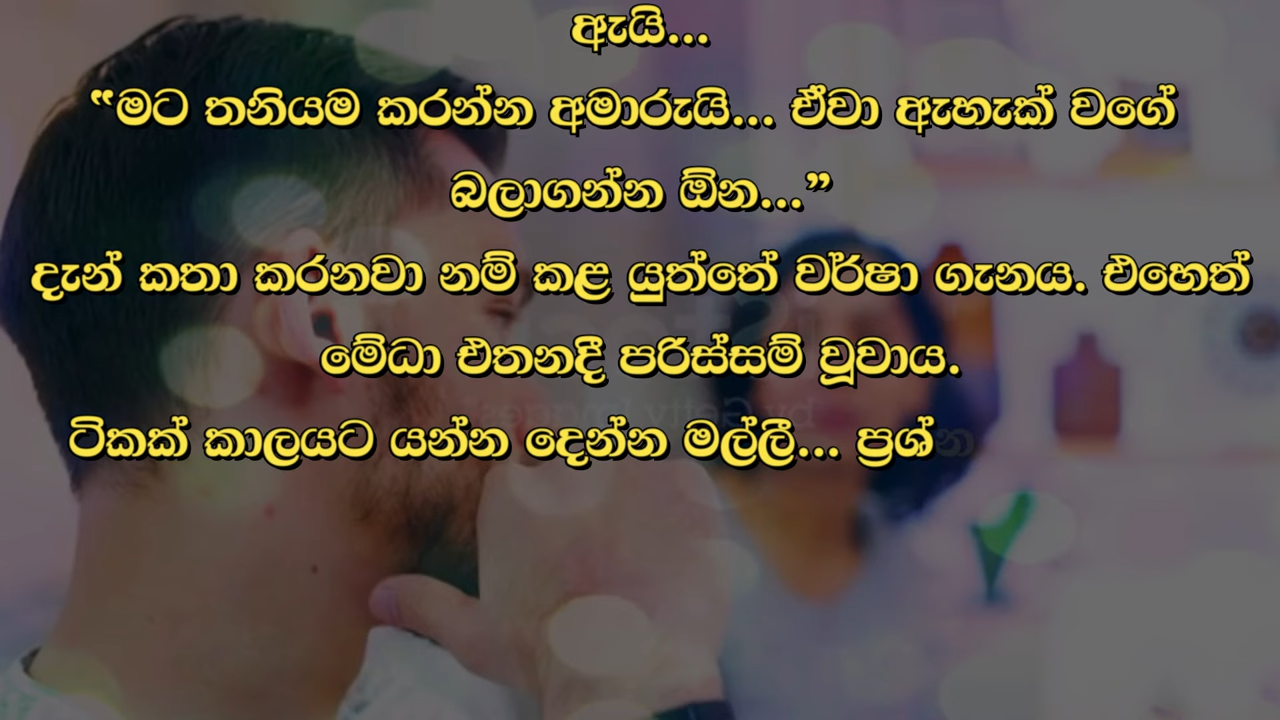 ඇයි...
“මට තනියම කරන්න අමාරුයි... ඒවා ඇහැක් වගේ
බලාගන්න ඕන...”
දැන් කතා කරනවා නම් කළ යුත්තේ වර්ෂා ගැනය. එහෙත්
මේධා එතනදී පරිස්සම් වූවාය.
ටිකක් කාලයට යන්න දෙන්න මල්ලී... ප්‍රශ්න